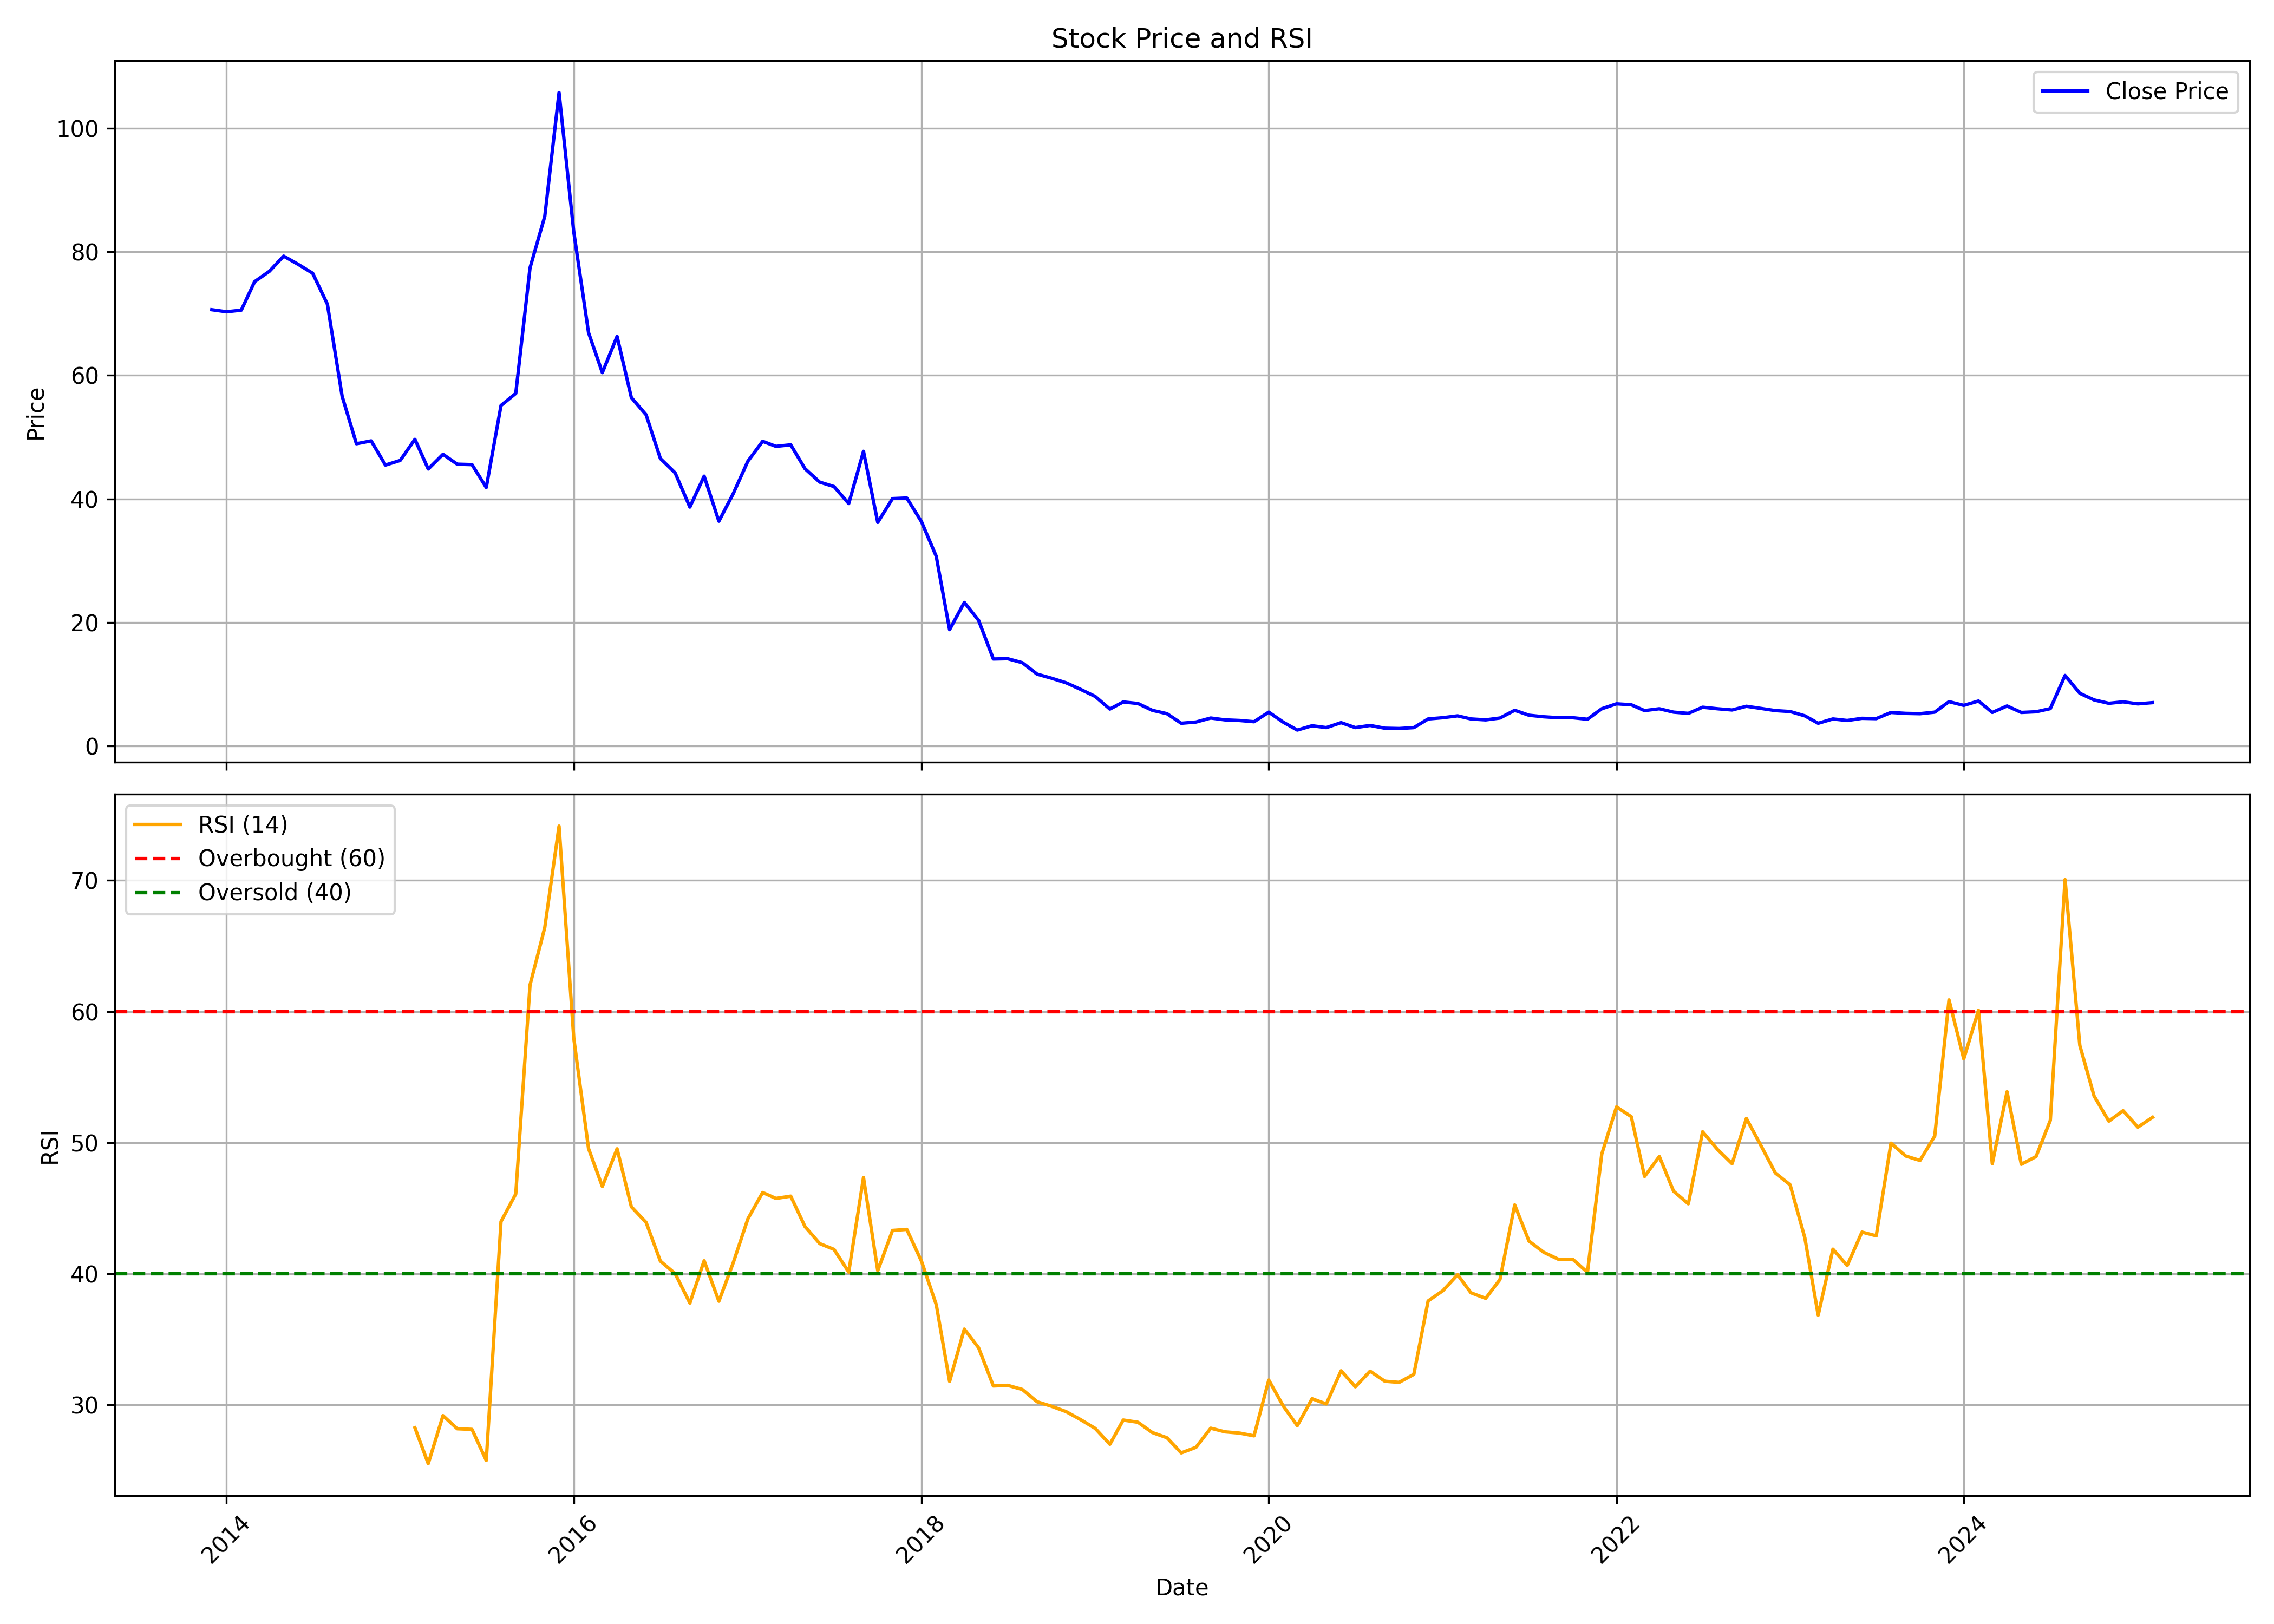 Stock Price and RSI
Close Price
100
80
60
40
20
0
Price
RSI (14)
Overbought (60)
Oversold (40)
70
60
50
40
30
RSI
2014
2016
2018
2020
2022
2024
Date